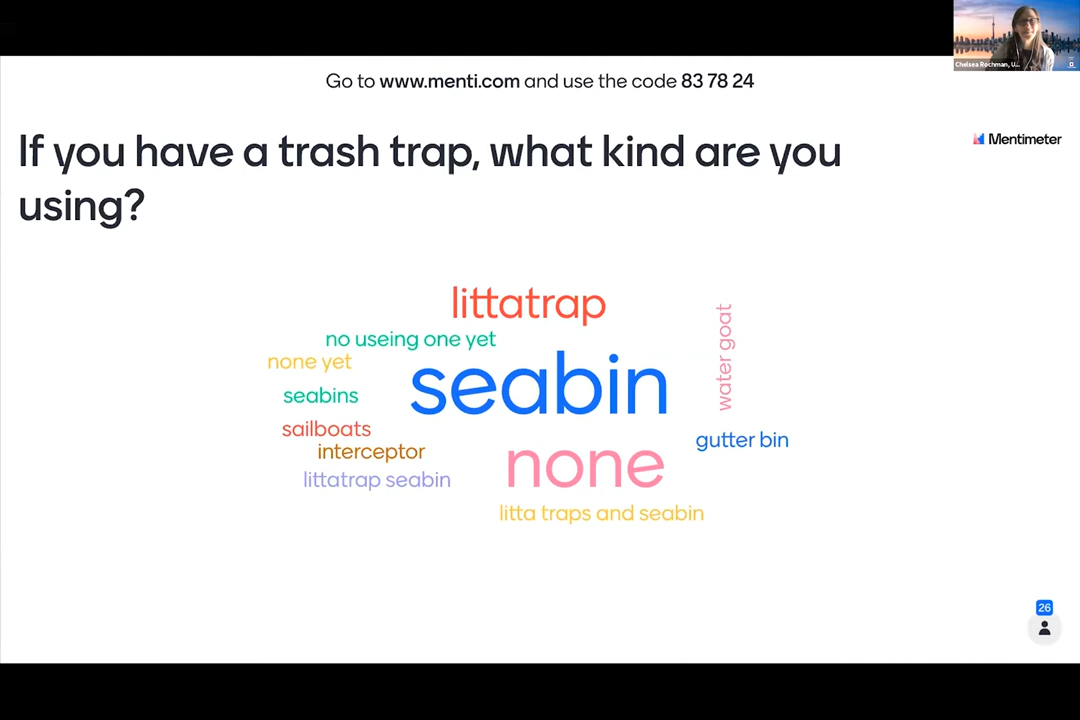 Chelsea Rochman, U...
Go to www.menti.com and use the code 83 78 24
Mentimeter
If you have a trash trap, what kind are you
using?
littatrap
no useing one yet
none yet
seabin
water goat
seabins
sailboats
gutter bin
interceptor
none
littatrap seabin
litta traps and seabin
26